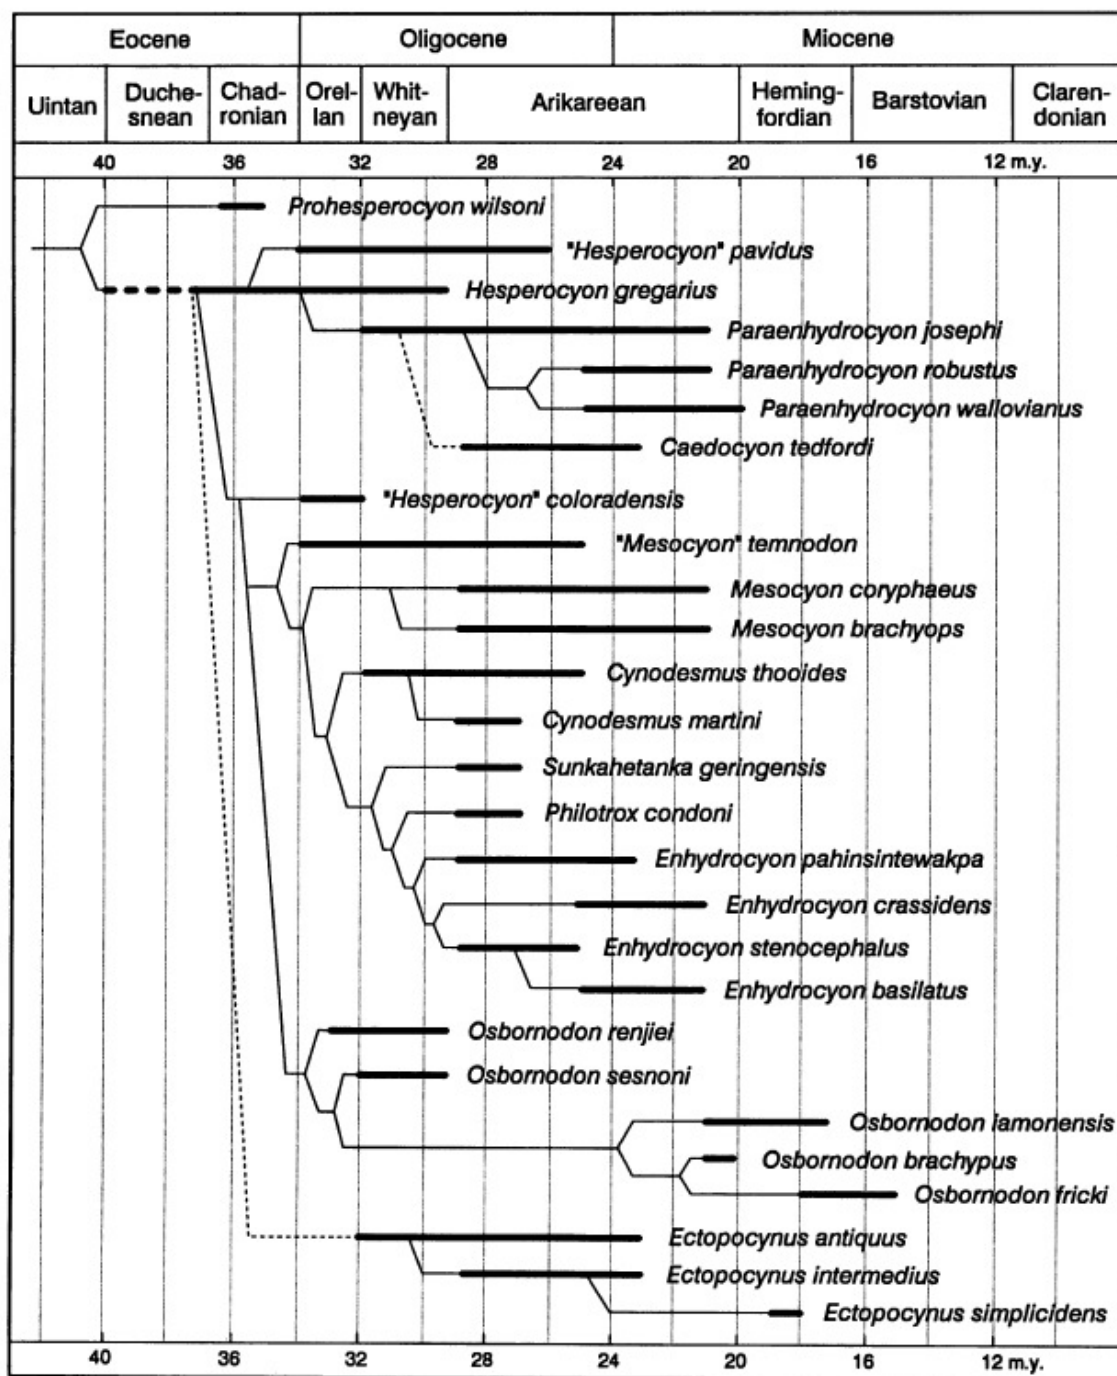 Eocene Oligocene Miocene
Uintan Duche-
snean Chad-
ronian Orel-
lan Whit-
neyan Arikareean Heming-
fordian Barstovian Claren-
donian
40 36 32 28 24 20 16 12 m.y.
Prohesperocyon wilsoni
"Hesperocyon" pavidus
Hesperocyon gregarius
Paraenhydrocyon josephi
Paraenhydrocyon robustus
Paraenhydrocyon wallovianus
Caedocyon tedfordi
"Hesperocyon" coloradensis
"Mesocyon" temnodon
Mesocyon coryphaeus
Mesocyon brachyops
Cynodesmus thooides
Cynodesmus martini
Sunkahetanka geringensis
Philotrox condoni
Enhydrocyon pahinsintewakpa
Enhydrocyon crassidens
Enhydrocyon stenocephalus
Enhydrocyon basilatus
Osbornodon renjiei
Osbornodon sesnoni
Osbornodon iamonensis
Osbornodon brachypus
Osbornodon fricki
Ectopocynus antiquus
Ectopocynus intermedius
Ectopocynus simplicidens
40 36 32 28 24 20 16 12 m.y.